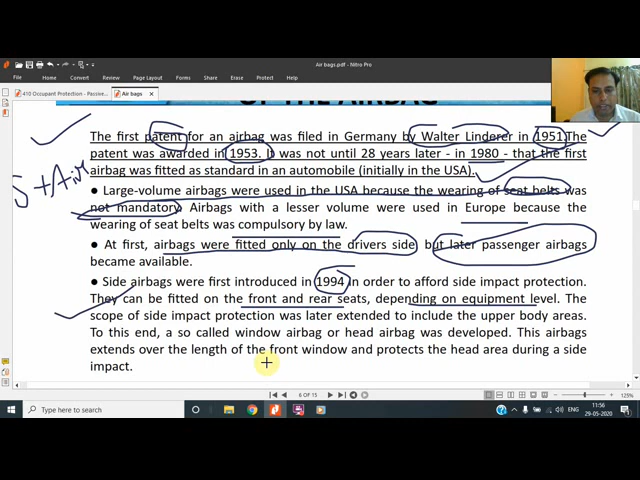 Air bags.pdf - Nitro Pro
File Home Edit Review Convert Page Layout Forms Share Erase Protect Help
410 Occupant Protection - Passive... Air bags
OF THE AIRBAG
The first patent for an airbag was filed in Germany by Walter Linderer in 1951.The
patent was awarded in 1953. It was not until 28 years later - in 1980 - that the first
airbag was fitted as standard in an automobile (initially in the USA).
S + Air
● Large-volume airbags were used in the USA because the wearing of seat belts was
not mandatory. Airbags with a lesser volume were used in Europe because the
wearing of seat belts was compulsory by law.
● At first, airbags were fitted only on the drivers side but later passenger airbags
became available.
● Side airbags were first introduced in 1994 in order to afford side impact protection.
They can be fitted on the front and rear seats, depending on equipment level. The
scope of side impact protection was later extended to include the upper body areas.
To this end, a so called window airbag or head airbag was developed. This airbags
extends over the length of the front window and protects the head area during a side
impact.
6 OF 15
125%
Type here to search
ENG
11:56
29-05-2020